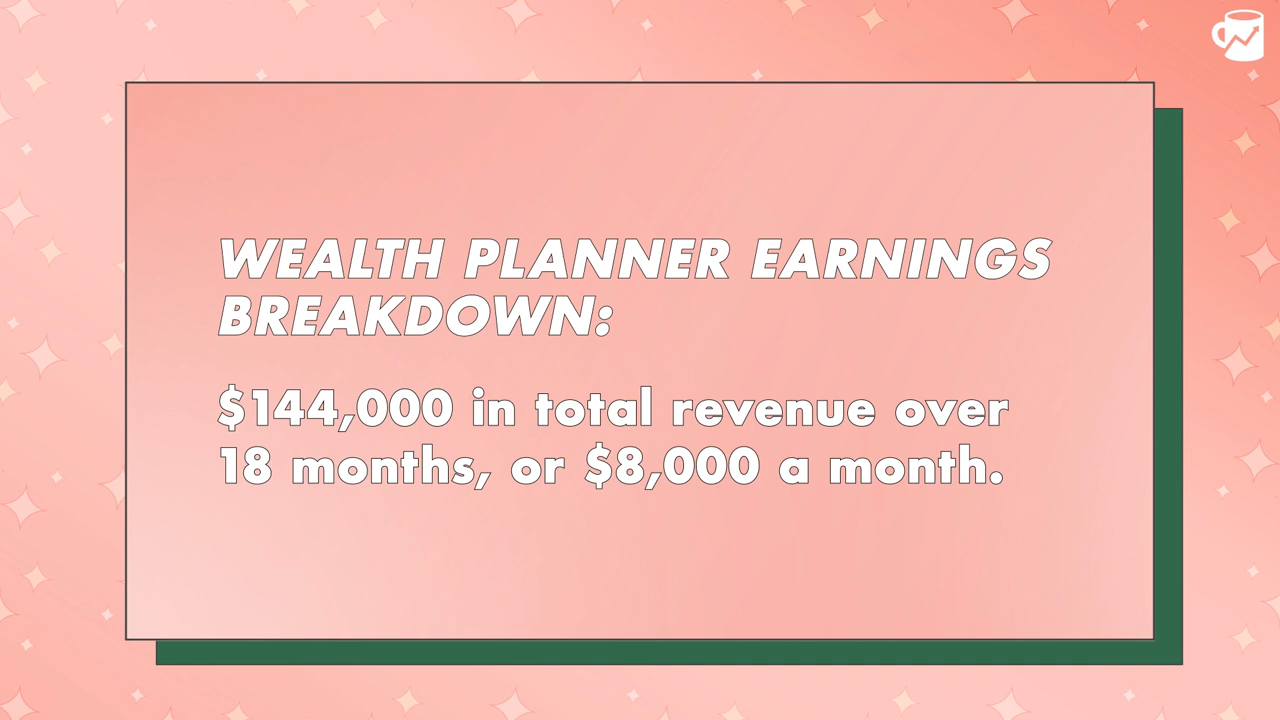 WEALTH PLANNER EARNINGS
BREAKDOWN:
$144,000 in total revenue over
18 months, or $8,000 a month.